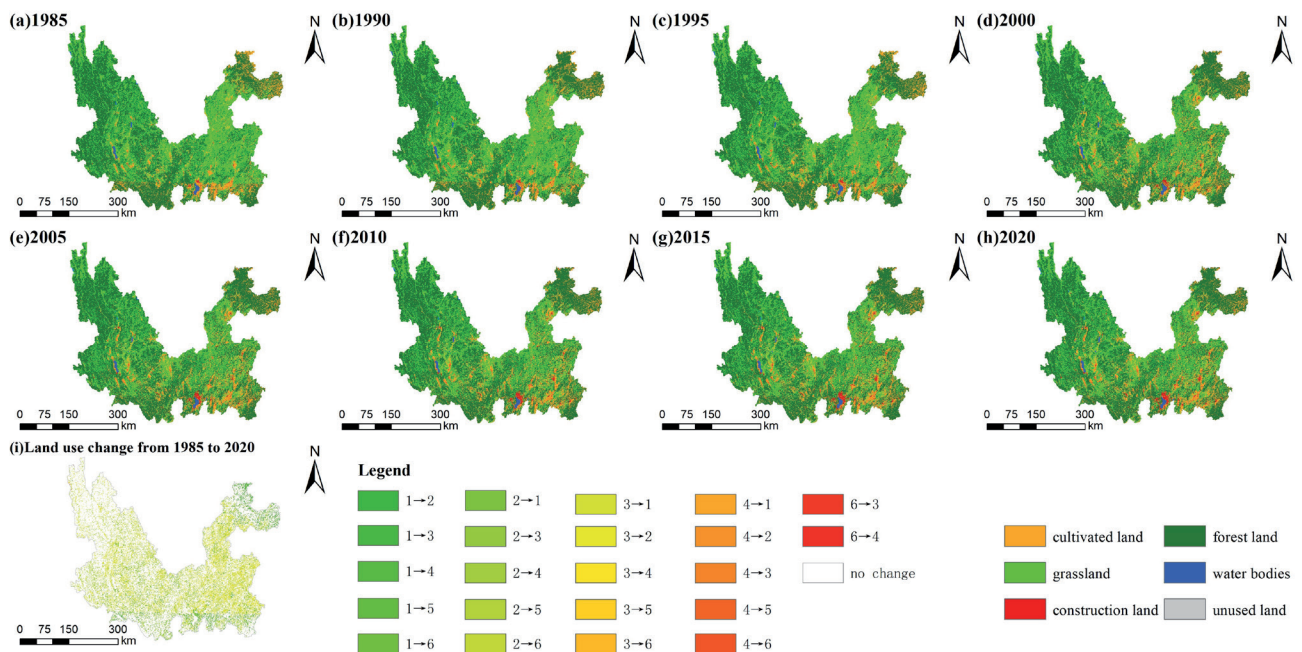 (a)1985
N
(b)1990
N
(c)1995
N
(d)2000
N
0 75 150 300
km
0 75 150 300
km
0 75 150 300
km
0 75 150 300
km
(e)2005
N
(f)2010
N
(g)2015
N
(h)2020
N
0 75 150 300
km
0 75 150 300
km
0 75 150 300
km
0 75 150 300
km
(i)Land use change from 1985 to 2020
N
0 75 150 300
km
Legend
1→2
1→3
1→4
1→5
1→6
2→1
2→3
2→4
2→5
2→6
3→1
3→2
3→4
3→5
3→6
4→1
4→2
4→3
4→5
4→6
6→3
6→4
no change
cultivated land
grassland
construction land
forest land
water bodies
unused land